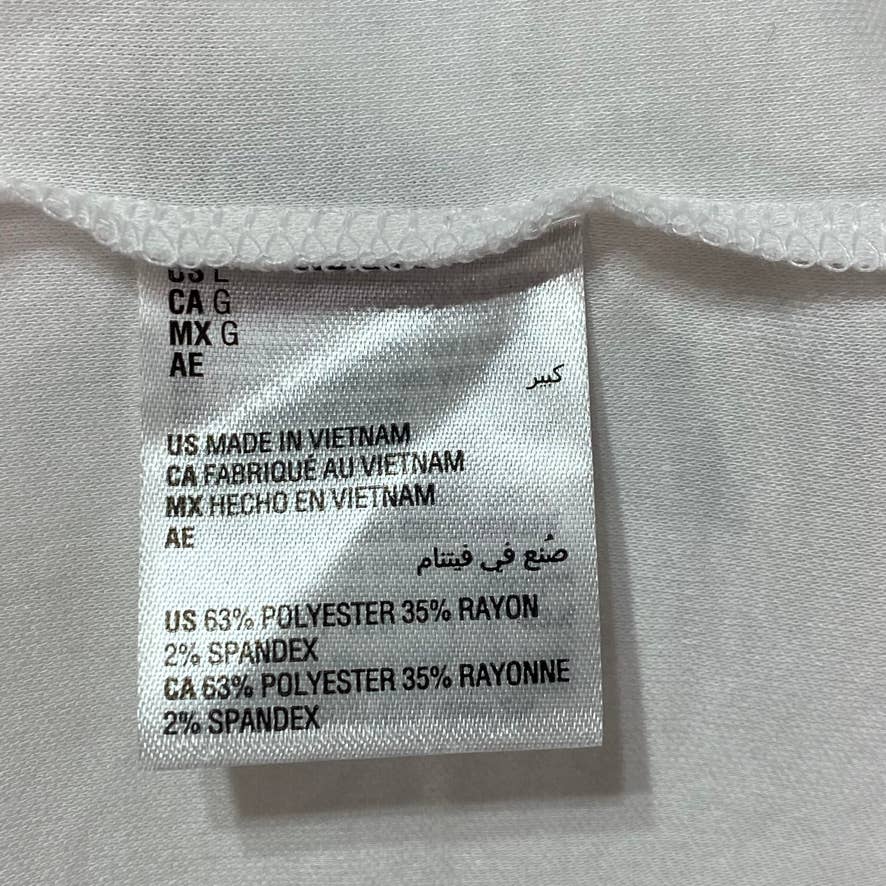 US L
CA G
MX G
AE
كبير
US MADE IN VIETNAM
CA FABRIQUÉ AU VIETNAM
MX HECHO EN VIETNAM
AE
صُنع في فيتنام
US 63% POLYESTER 35% RAYON
2% SPANDEX
CA 63% POLYESTER 35% RAYONNE
2% SPANDEX